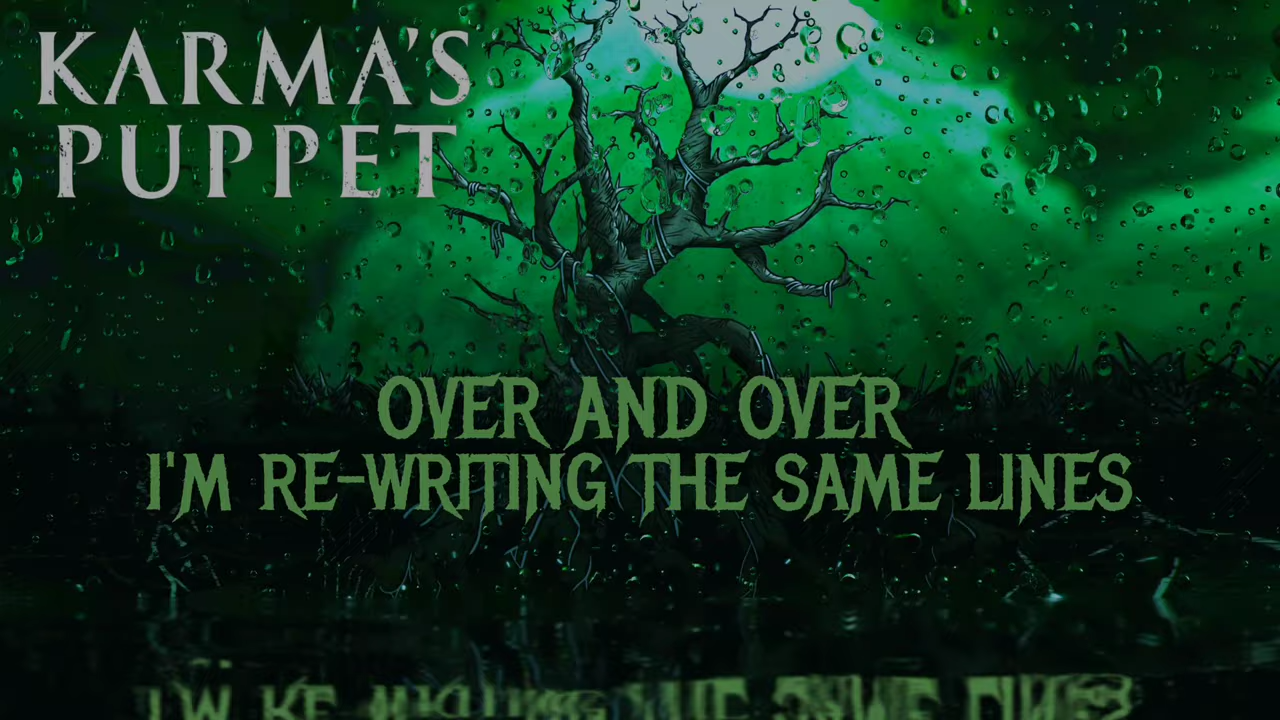 KARMA'S
PUPPET
OVER AND OVER
I'M RE-WRITING THE SAME LINES